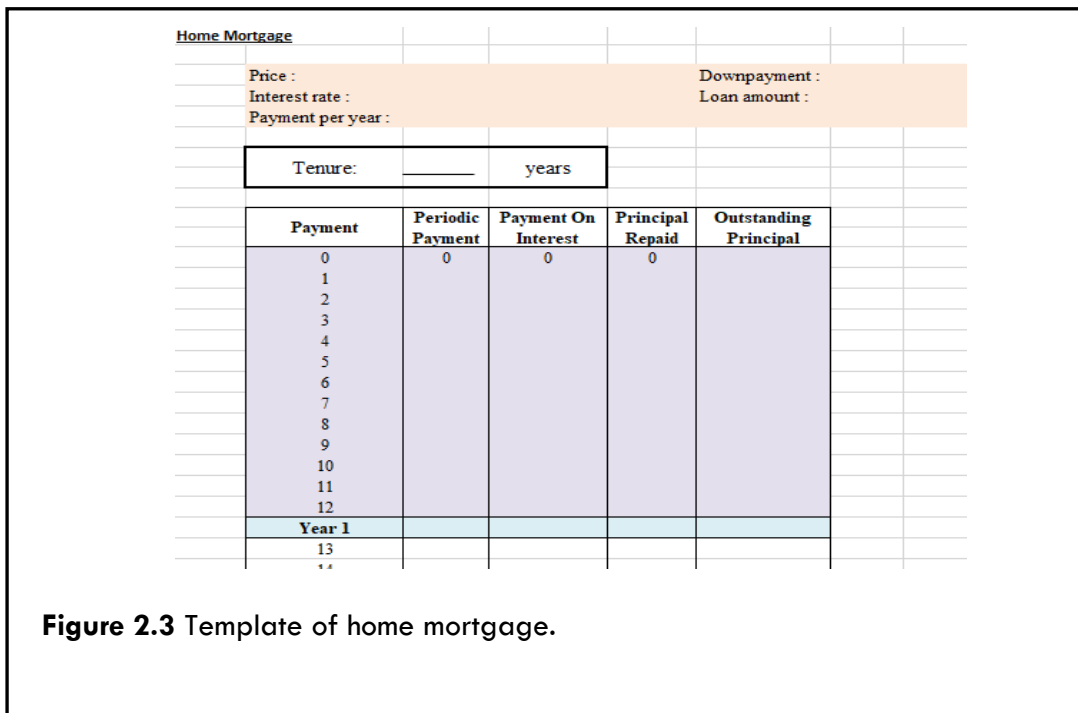 Home Mortgage
Price : Downpayment :
Interest rate : Loan amount :
Payment per year :
Tenure: ______ years
Payment Periodic Payment Payment On Interest Principal Repaid Outstanding Principal
0 0 0 0
1
2
3
4
5
6
7
8
9
10
11
12
Year 1
13
14
Figure 2.3 Template of home mortgage.